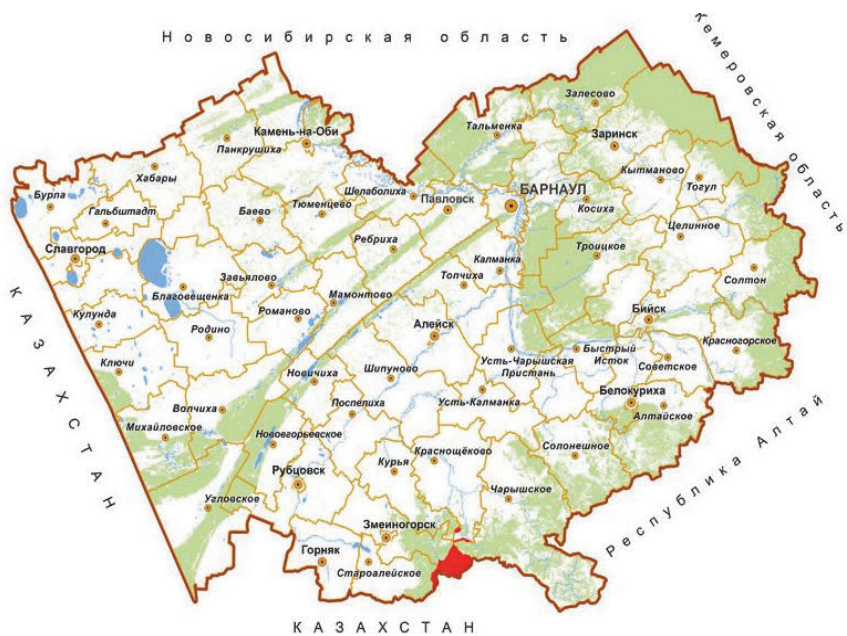 Новосибирская область
Кемеровская область
Залесово
Тальменка
Камень-на-Оби
Заринск
Панкрушиха
Хабары
Кытманово
Тогул
Бурла
Шелаболиха
БАРНАУЛ
Павловск
Гальбштадт
Баево
Тюменцево
Косиха
Целинное
Ребриха
Троицкое
Славгород
Калманка
Солтон
Завьялово
Топчиха
Благовещенка
Мамонтово
КАЗАХСТАН
Кулунда
Романово
Бийск
Родино
Алейск
Красногорское
Усть-Чарышская
Пристань
Быстрый
Исток
Советское
Ключи
Новичиха
Шипуново
Белокуриха
Волчиха
Поспелиха
Усть-Калманка
Алтайское
Михайловское
Новоегорьевское
Солонешное
Краснощёково
Курья
Рубцовск
Чарышское
Республика Алтай
Угловское
Змеиногорск
Горняк
Староалейское
КАЗАХСТАН